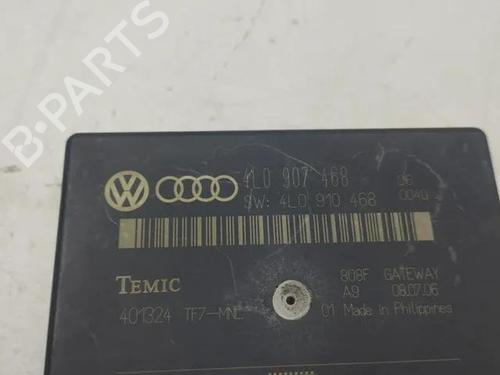 B-PARTS
4L0 907 468 06
SW: 4L0 910 468 0040
TEMIC 808F GATEWAY
A9 08.07.06
401324 TF7-MNL 01 Made in Philippines